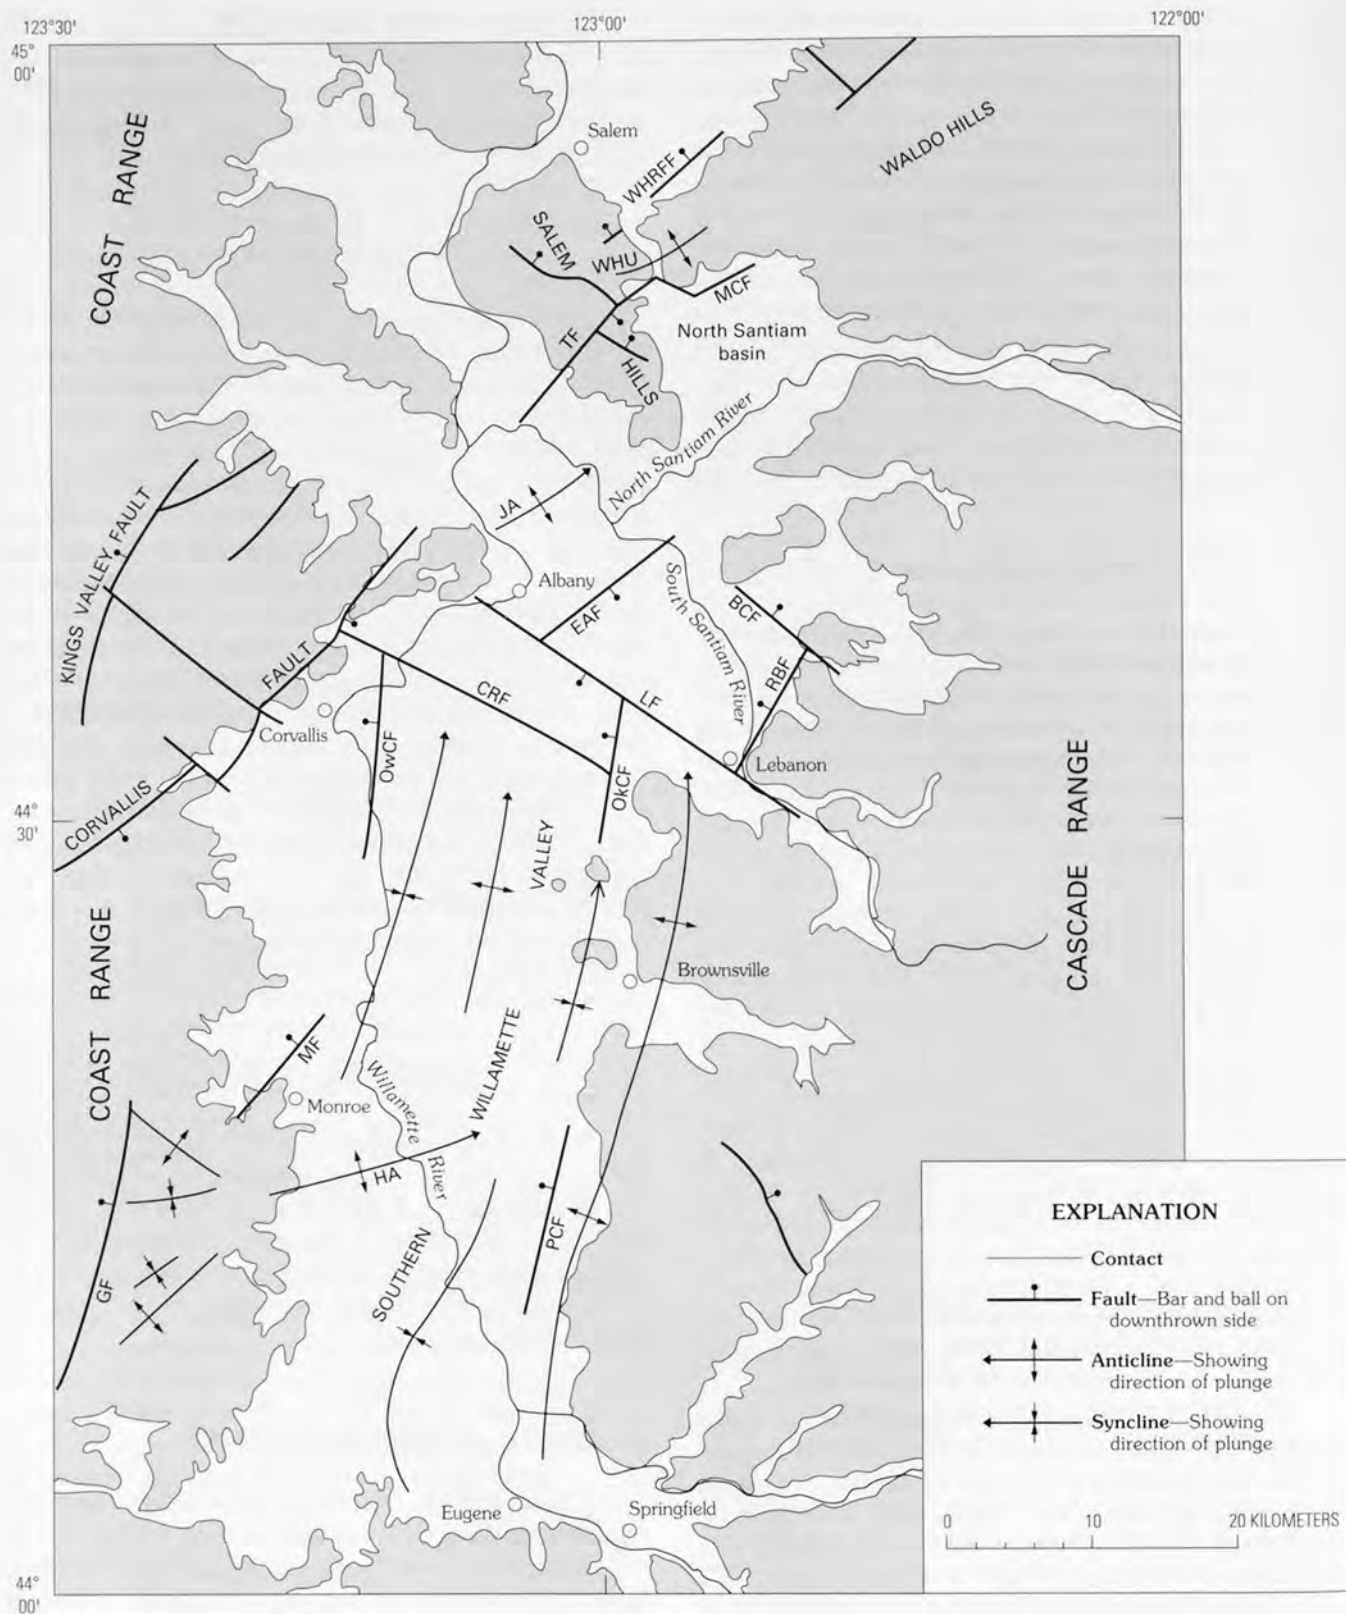 123°30'
123°00'
122°00'
45°
00'
COAST RANGE
Salem
WALDO HILLS
WHRFF
SALEM
WHU
MCF
TF
North Santiam
basin
HILLS
North Santiam River
JA
KINGS VALLEY FAULT
Albany
EAF
South Santiam River
BCF
FAULT
RBF
CRF
LF
Corvallis
OwCF
Lebanon
OkCF
CORVALLIS
44°
30'
VALLEY
CASCADE RANGE
COAST RANGE
Brownsville
MF
WILLAMETTE
Monroe
Willamette
River
HA
PCF
SOUTHERN
GF
EXPLANATION
Contact
Fault—Bar and ball on
downthrown side
Anticline—Showing
direction of plunge
Syncline—Showing
direction of plunge
Eugene
Springfield
0 10 20 KILOMETERS
44°
00'